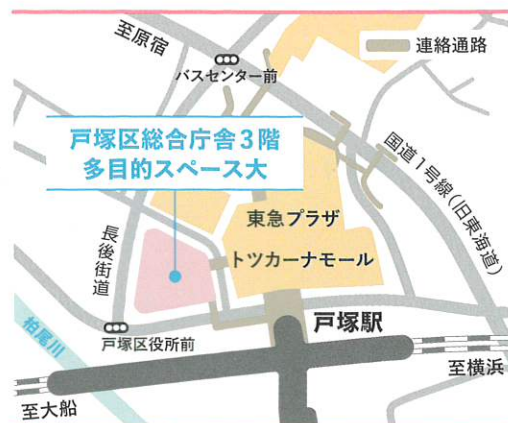 至原宿
バスセンター前
連絡通路
戸塚区総合庁舎3階
多目的スペース大
国道1号線(旧東海道)
東急プラザ
トツカーナモール
長後街道
戸塚駅
柏尾川
戸塚区役所前
至横浜
至大船